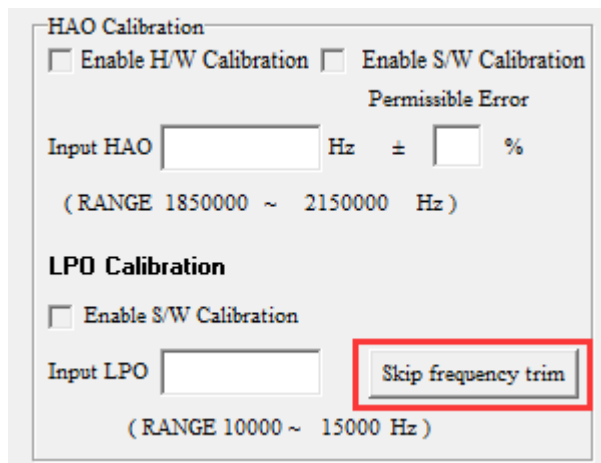 HAO Calibration
Enable H/W Calibration Enable S/W Calibration
Permissible Error
Input HAO Hz ± %
( RANGE 1850000 ~ 2150000 Hz )
LPO Calibration
Enable S/W Calibration
Input LPO Skip frequency trim
( RANGE 10000 ~ 15000 Hz )